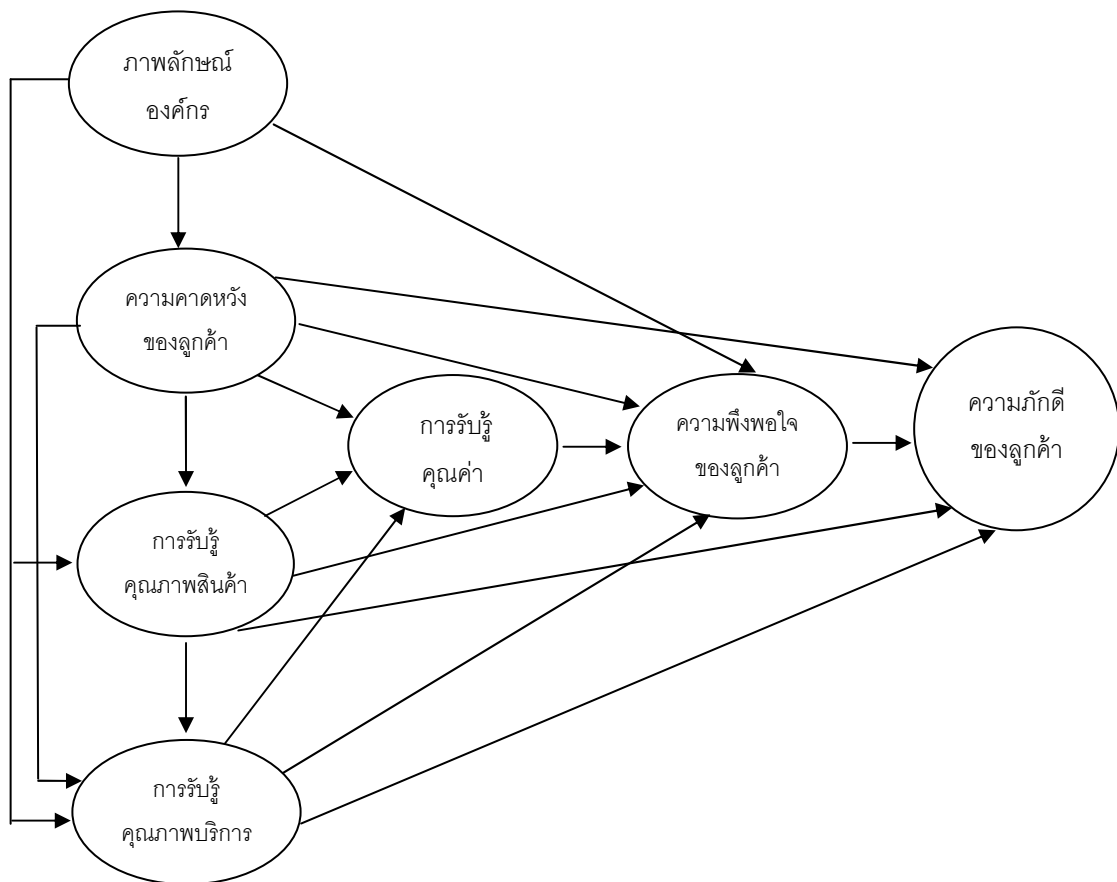 ภาพลักษณ์
องค์กร
ความคาดหวัง
ของลูกค้า
การรับรู้
คุณค่า
ความพึงพอใจ
ของลูกค้า
ความภักดี
ของลูกค้า
การรับรู้
คุณภาพสินค้า
การรับรู้
คุณภาพบริการ